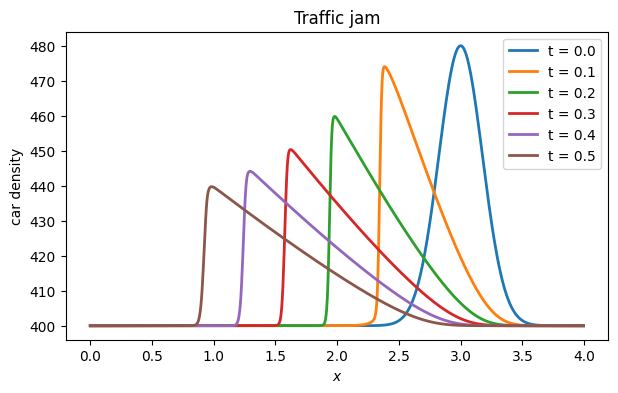 Traffic jam
t = 0.0
t = 0.1
t = 0.2
t = 0.3
t = 0.4
t = 0.5
car density
480
470
460
450
440
430
420
410
400
0.0 0.5 1.0 1.5 2.0 2.5 3.0 3.5 4.0
x